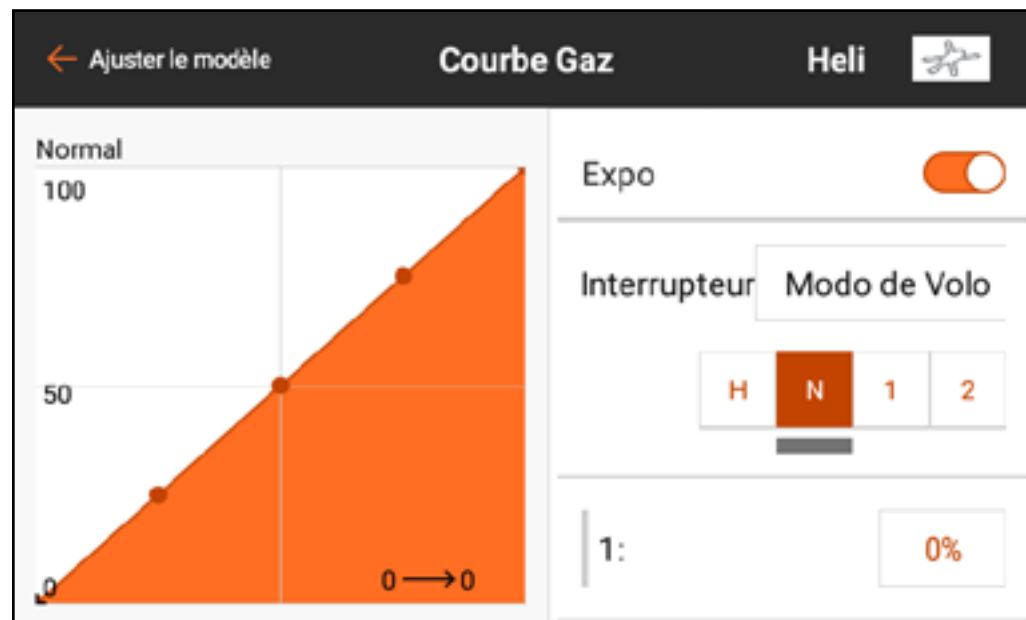 Ajuster le modèle
Courbe Gaz
Heli
Normal
100
50
0
0 → 0
Expo
Interrupteur
Modo de Volo
H N 1 2
1:
0%